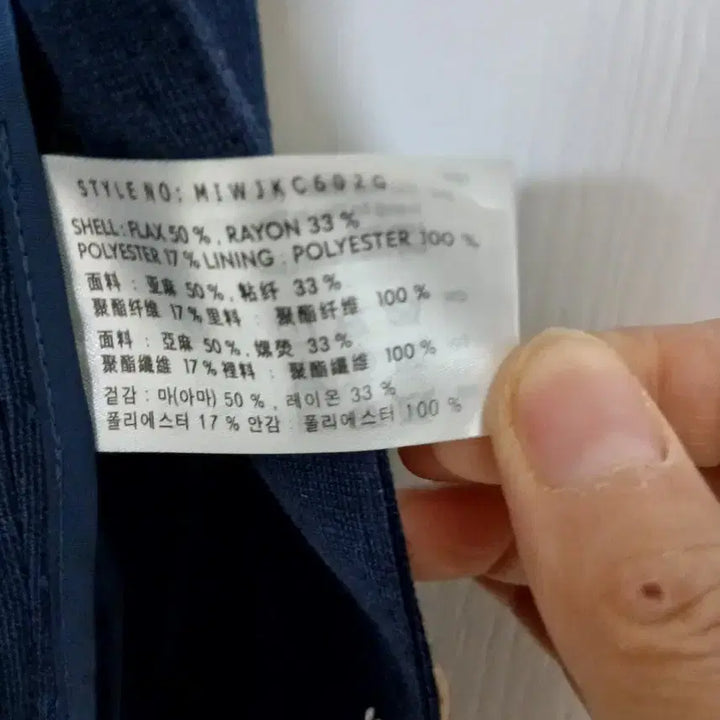 STYLE NO: MIWJKC602G
SHELL: FLAX 50 %, RAYON 33 %
POLYESTER 17 % LINING : POLYESTER 100 %
面料 : 亚麻 50 %, 粘纤 33 %
聚酯纤维 17 % 里料 : 聚酯纤维 100 %
面料 : 亞麻 50 %, 嫘熒 33 %
聚酯纖維 17 % 裡料 : 聚酯纖維 100 %
겉감 : 마(아마) 50 %, 레이온 33 %
폴리에스터 17 % 안감 : 폴리에스터 100 %